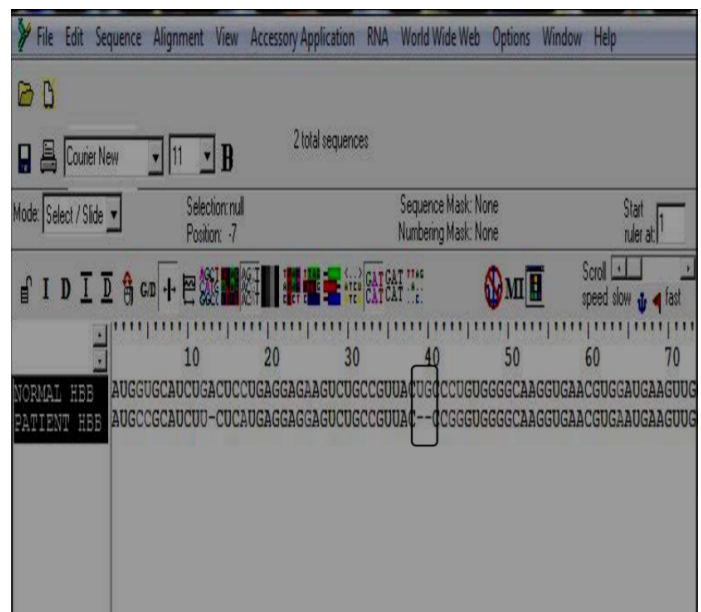 File Edit Sequence Alignment View Accessory Application RNA World Wide Web Options Window Help
Courier New 11 B 2 total sequences
Mode: Select / Slide Selection: null Sequence Mask: None Start
Position: -7 Numbering Mask: None ruler at: 1
I D I D G/D MI Scroll
speed slow fast
10 20 30 40 50 60 70
NORMAL HBB AUGGUGCAUCUGACUCCUGAGGAGAAGUCUGCCGUUACUGCCCUGUGGGGCAAGGUGAACGUGGAUGAAGUUG
PATIENT HBB AUGCCGCAUCUU-CUCAUGAGGAGGAGUCUGCCGUUAC--CCGGGUGGGGCAAGGUGAACGUGAAUGAAGUUG